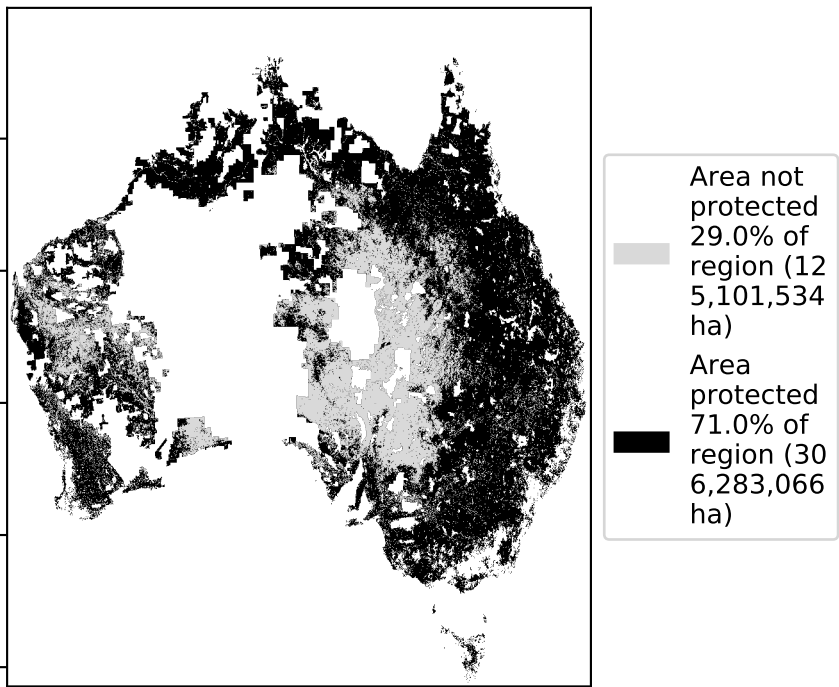 Area not
protected
29.0% of
region (12
5,101,534
ha)
Area
protected
71.0% of
region (30
6,283,066
ha)